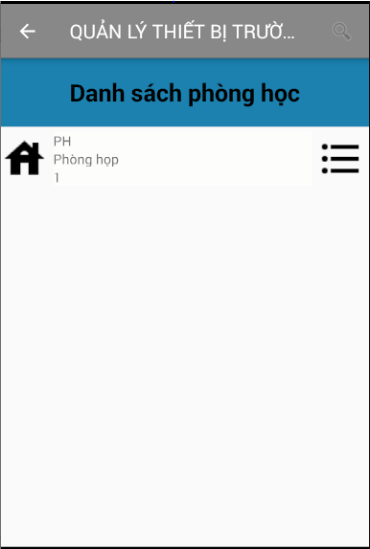 QUẢN LÝ THIẾT BỊ TRƯỜ...
Danh sách phòng học
PH
Phòng họp
1